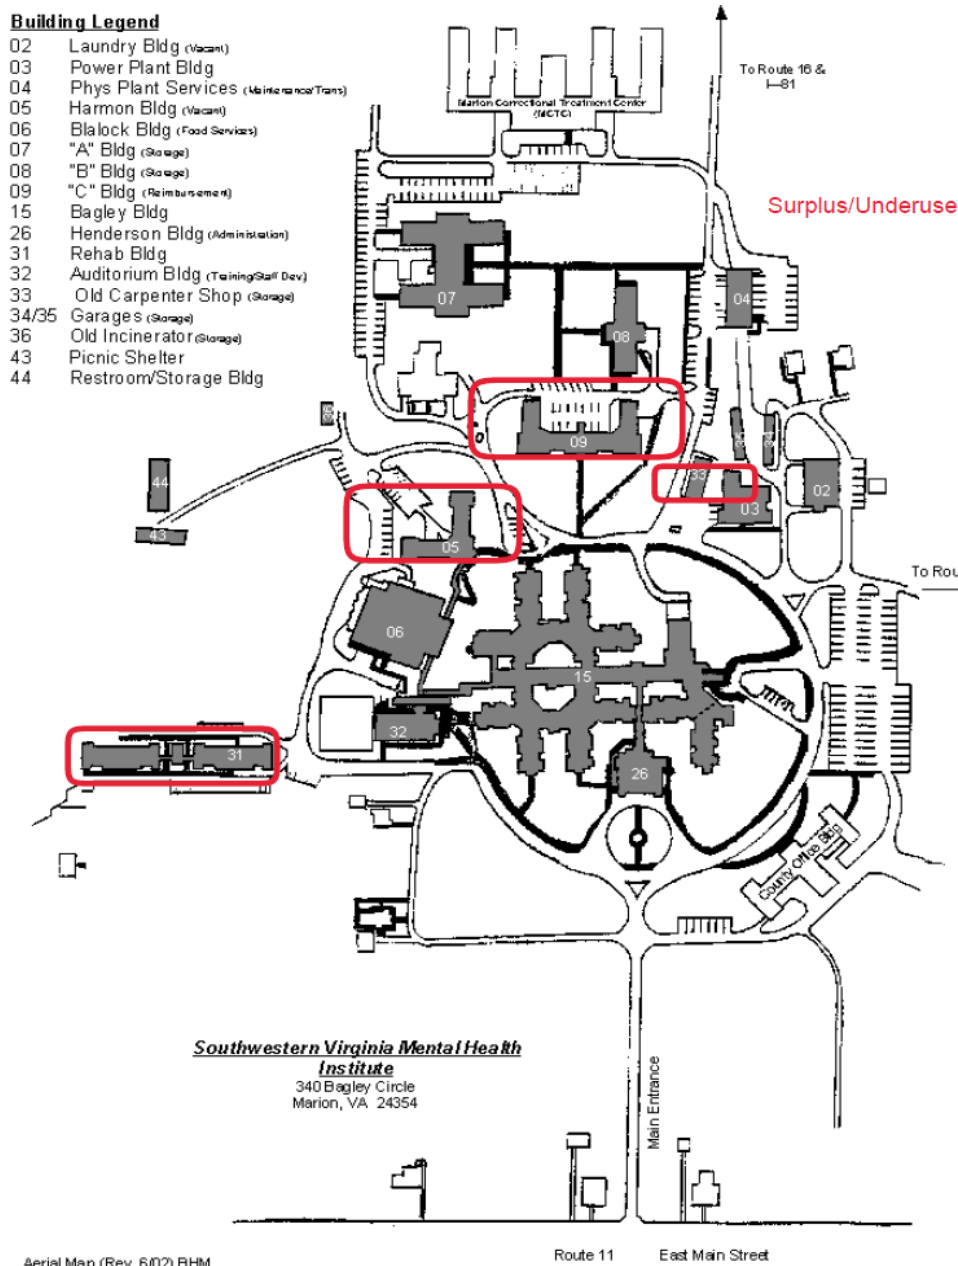 Building Legend
02 Laundry Bldg (Vacant)
03 Power Plant Bldg
04 Phys Plant Services (Maintenance/Trans)
05 Harmon Bldg (Vacant)
06 Blalock Bldg (Food Services)
07 "A" Bldg (Storage)
08 "B" Bldg (Storage)
09 "C" Bldg (Reimbursement)
15 Bagley Bldg
26 Henderson Bldg (Administration)
31 Rehab Bldg
32 Auditorium Bldg (Training/Staff Dev.)
33 Old Carpenter Shop (Storage)
34/35 Garages (Storage)
36 Old Incinerator (Storage)
43 Picnic Shelter
44 Restroom/Storage Bldg
Marion Correctional Treatment Center
(MCTC)
To Route 16 &
I-81
Surplus/Underuse
07
04
08
36
09
35
34
33
44
02
03
43
05
To Rou
06
15
32
31
26
County Office Bldg
Southwestern Virginia Mental Health
Institute
340 Bagley Circle
Marion, VA 24354
Main Entrance
Route 11 East Main Street
Aerial Map (Rev. 6/02) BHM